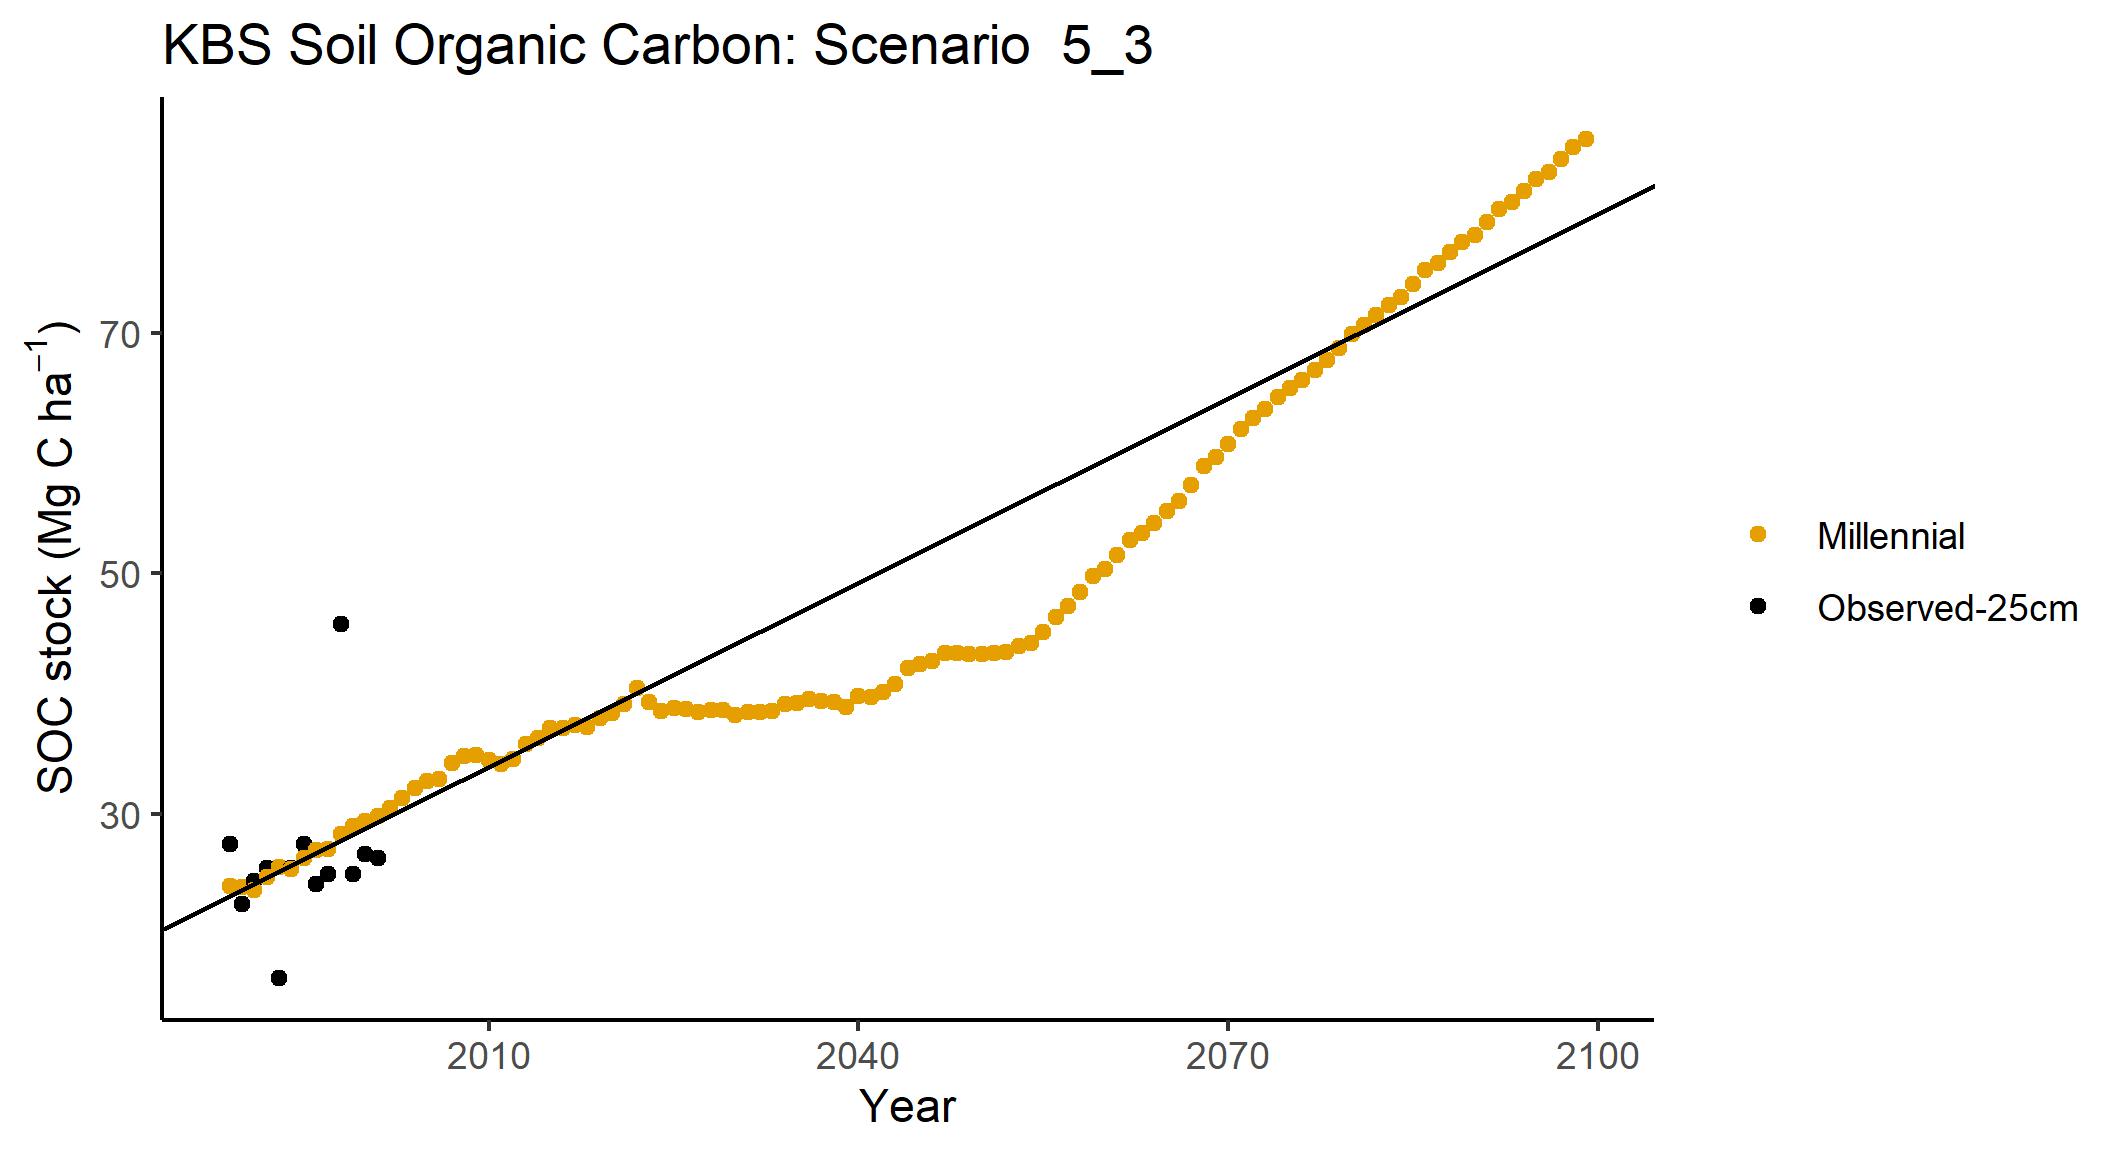 KBS Soil Organic Carbon: Scenario  5_3
SOC stock (Mg C ha⁻¹)
70
50
30
2010
2040
2070
2100
Year
Millennial
Observed-25cm